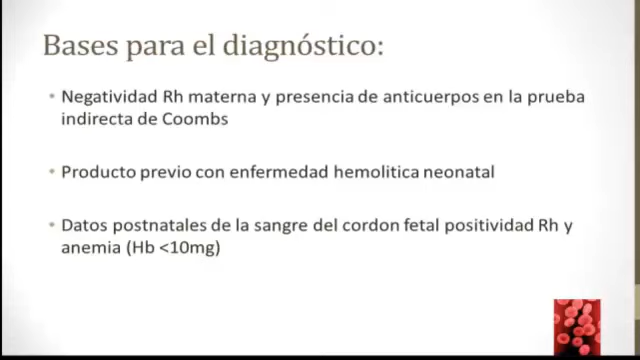 Bases para el diagnóstico:
• Negatividad Rh materna y presencia de anticuerpos en la prueba
indirecta de Coombs
• Producto previo con enfermedad hemolitica neonatal
• Datos postnatales de la sangre del cordon fetal positividad Rh y
anemia (Hb <10mg)